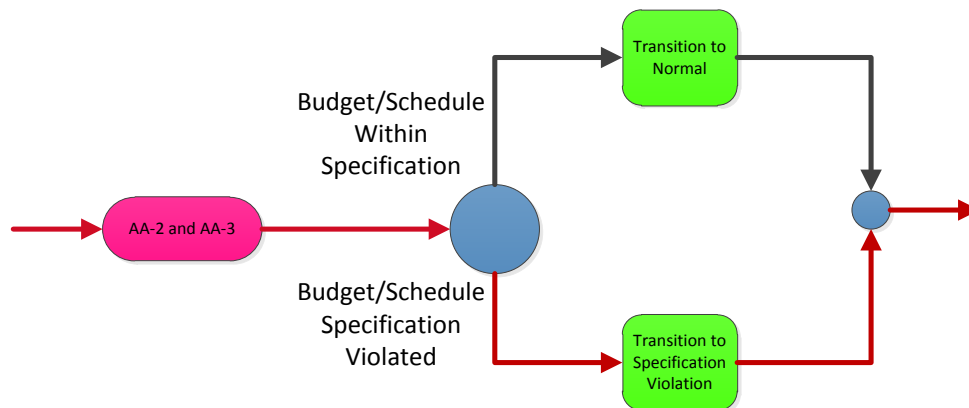 Transition to
Normal
Budget/Schedule
Within
Specification
AA-2 and AA-3
Budget/Schedule
Specification
Violated
Transition to
Specification
Violation